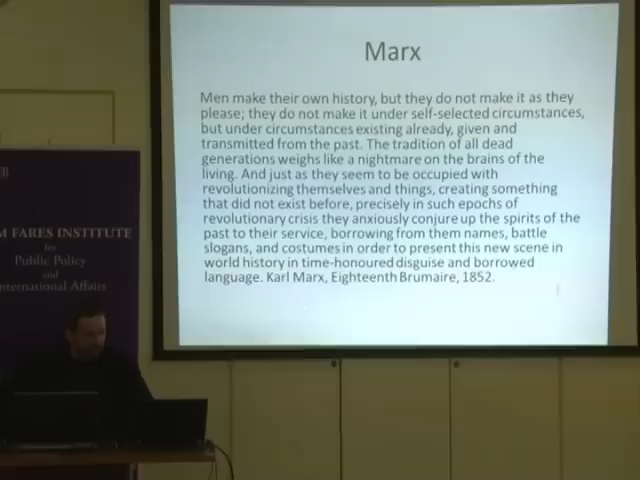 Marx
Men make their own history, but they do not make it as they
please; they do not make it under self-selected circumstances,
but under circumstances existing already, given and
transmitted from the past. The tradition of all dead
generations weighs like a nightmare on the brains of the
living. And just as they seem to be occupied with
revolutionizing themselves and things, creating something
that did not exist before, precisely in such epochs of
revolutionary crisis they anxiously conjure up the spirits of the
past to their service, borrowing from them names, battle
slogans, and costumes in order to present this new scene in
world history in time-honoured disguise and borrowed
language. Karl Marx, Eighteenth Brumaire, 1852.
M FARES INSTITUTE
for
Public Policy
and
nternational Affairs